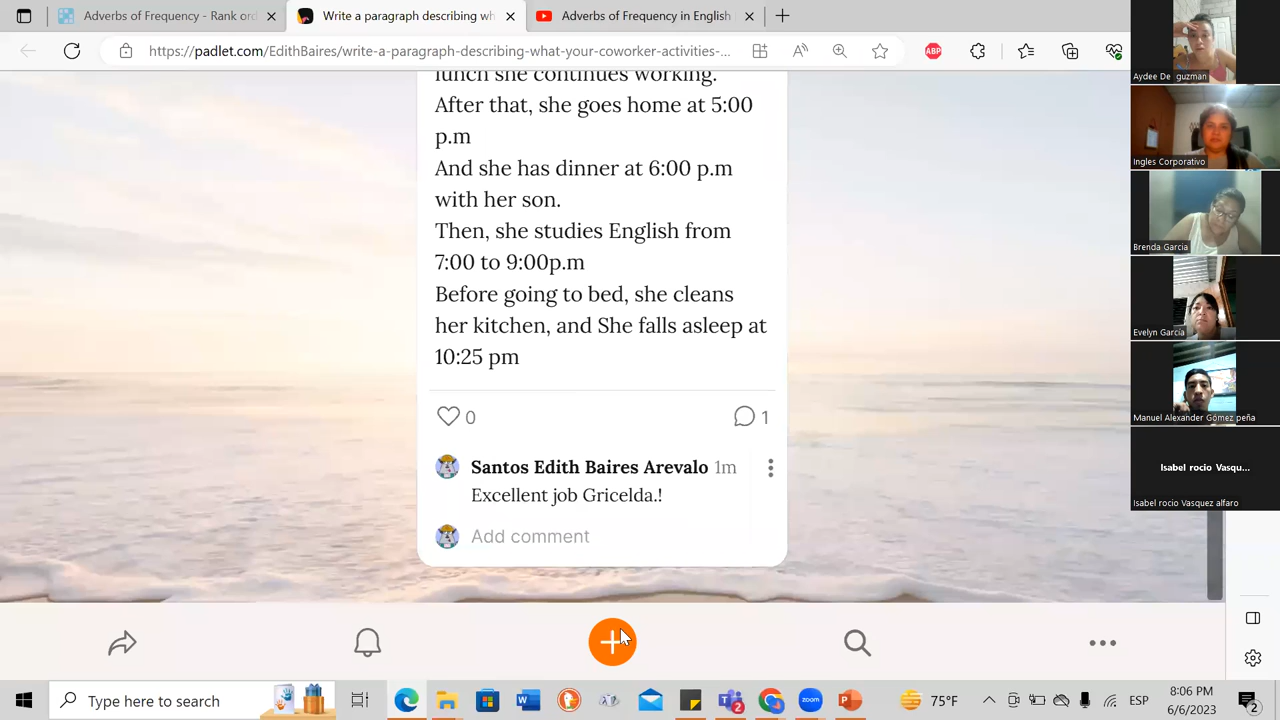 Adverbs of Frequency - Rank ord
Write a paragraph describing wh
Adverbs of Frequency in English
https://padlet.com/EdithBaires/write-a-paragraph-describing-what-your-coworker-activities-...
ABP
lunch she continues working.
After that, she goes home at 5:00
p.m
And she has dinner at 6:00 p.m
with her son.
Then, she studies English from
7:00 to 9:00p.m
Before going to bed, she cleans
her kitchen, and She falls asleep at
10:25 pm
0
1
Santos Edith Baires Arevalo 1m
Excellent job Gricelda.!
Add comment
Aydee De guzman
Ingles Corporativo
Brenda Garcia
Evelyn García
Manuel Alexander Gómez peña
Isabel rocio Vasqu...
Isabel rocio Vasquez alfaro
Type here to search
zoom
75°F
ESP
8:06 PM
6/6/2023
2
2